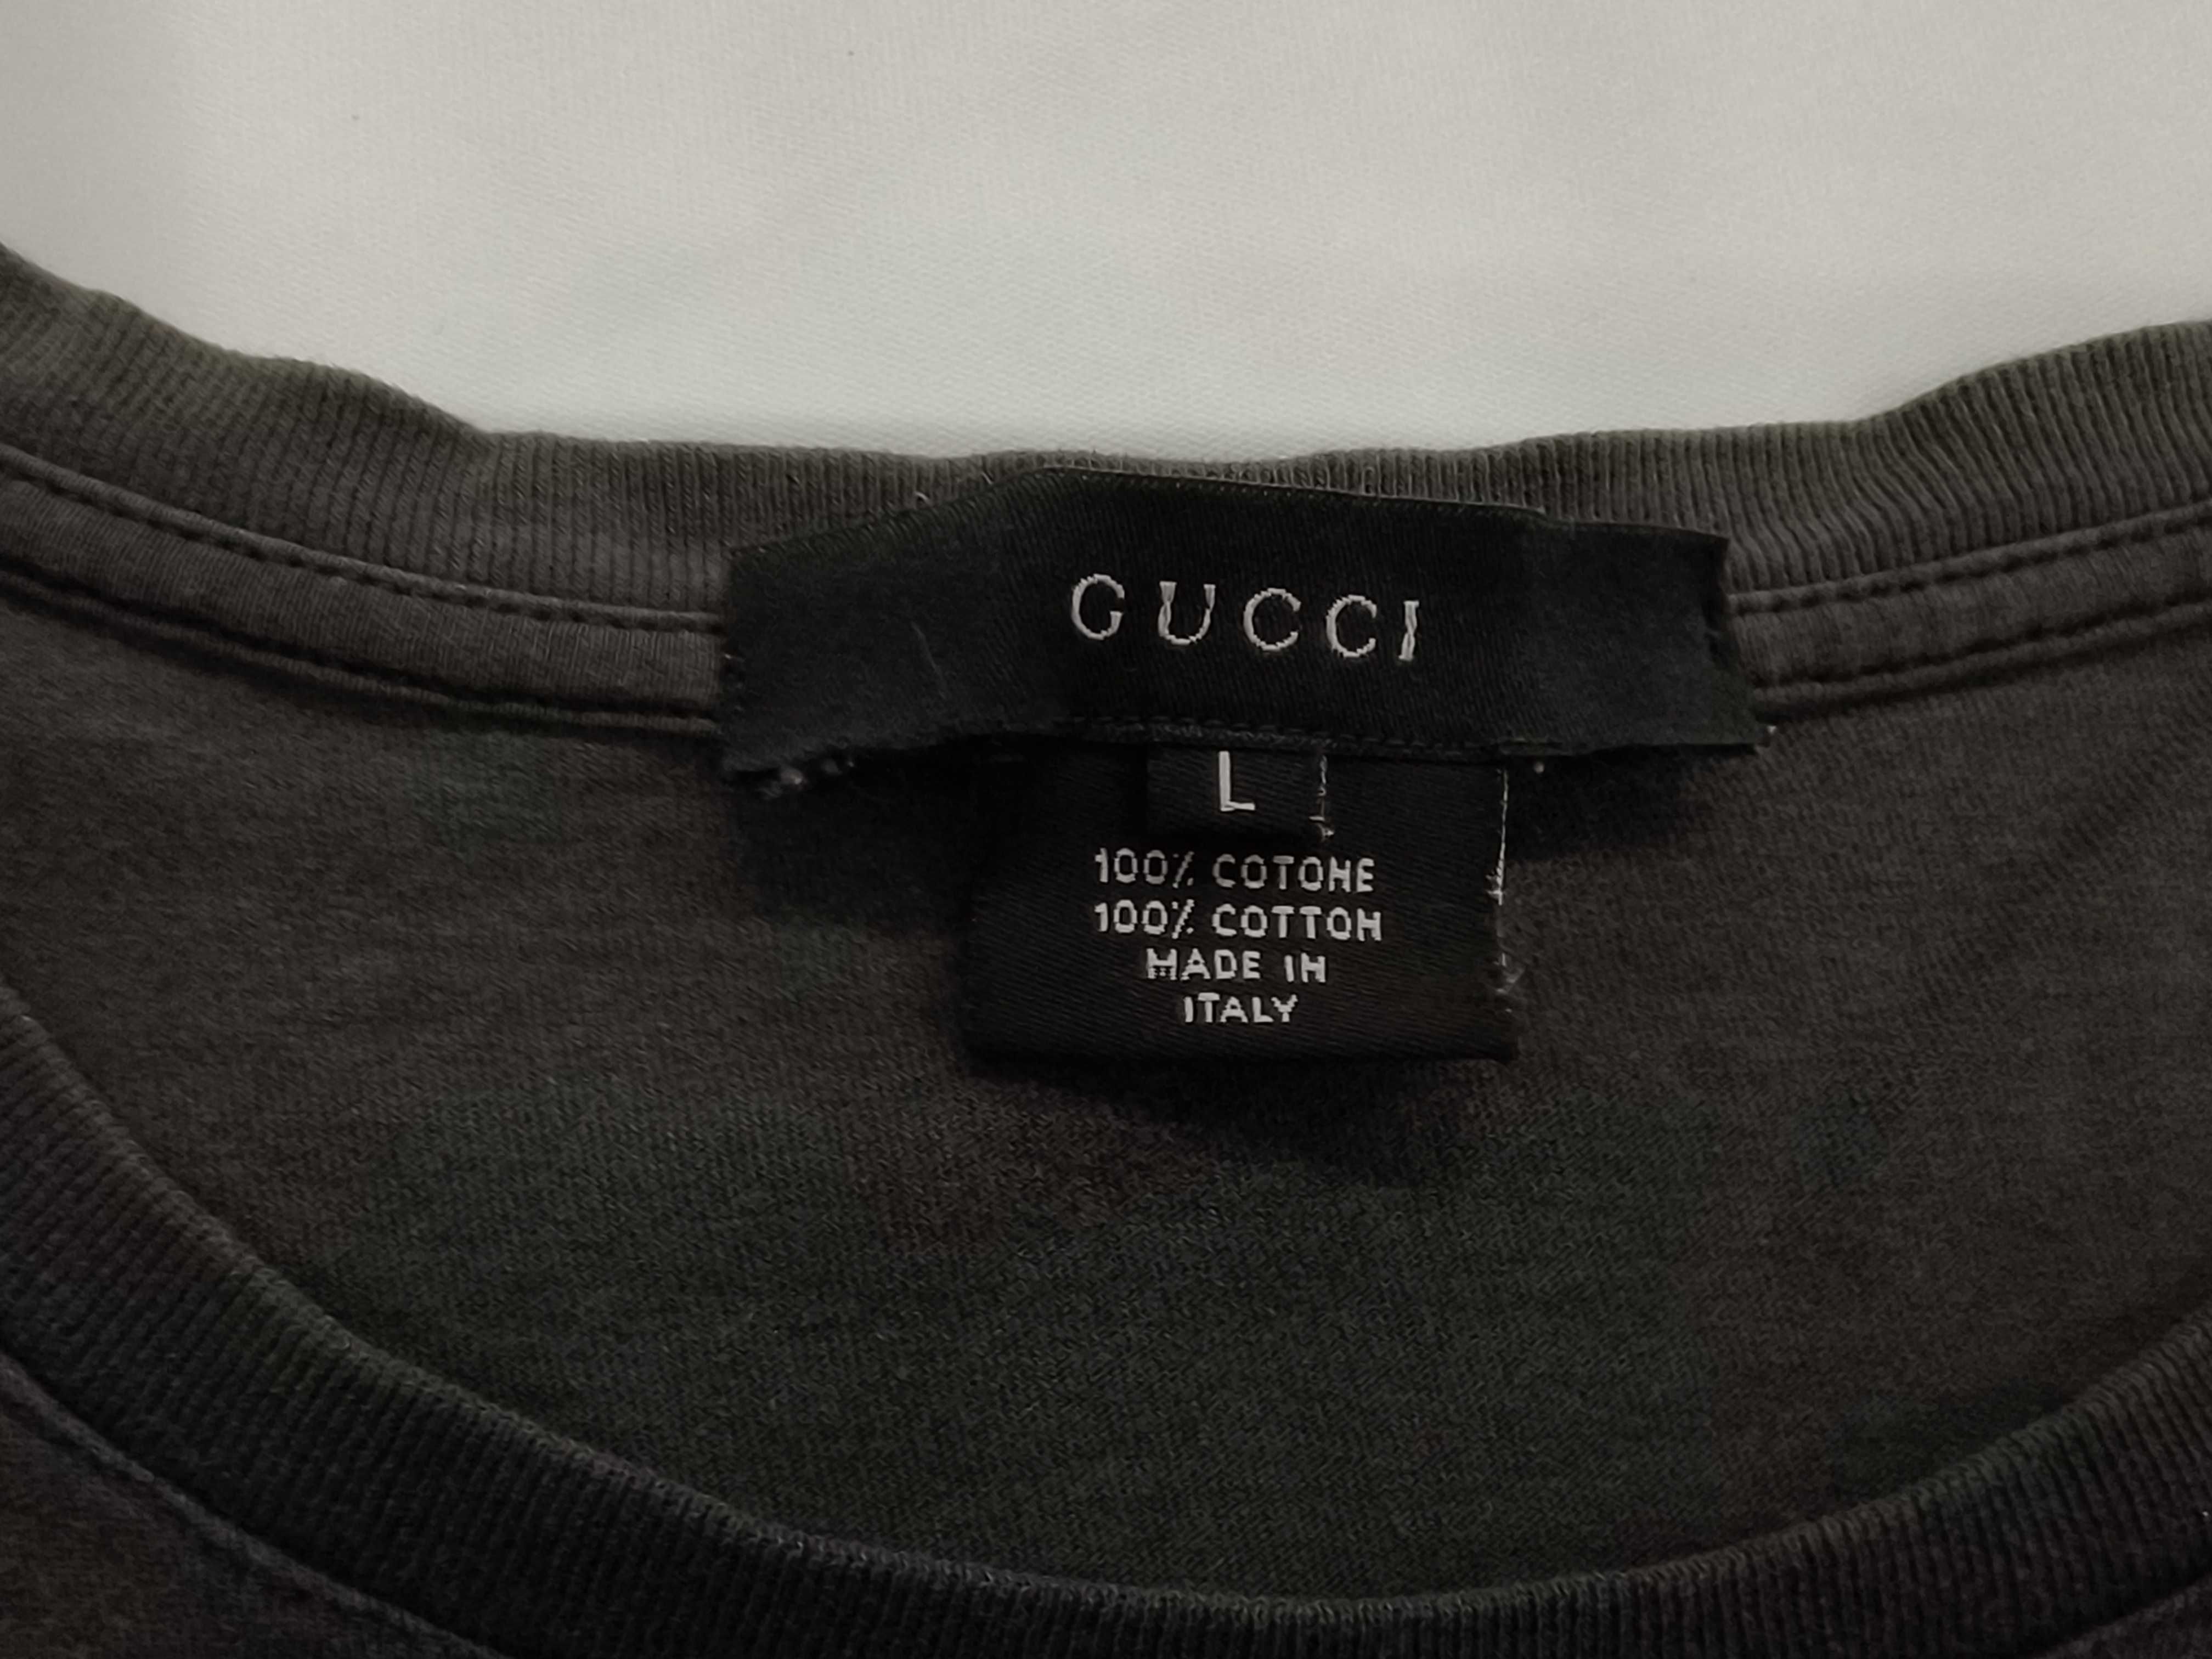 GUCCI
L
100% COTONE
100% COTTON
MADE IN
ITALY